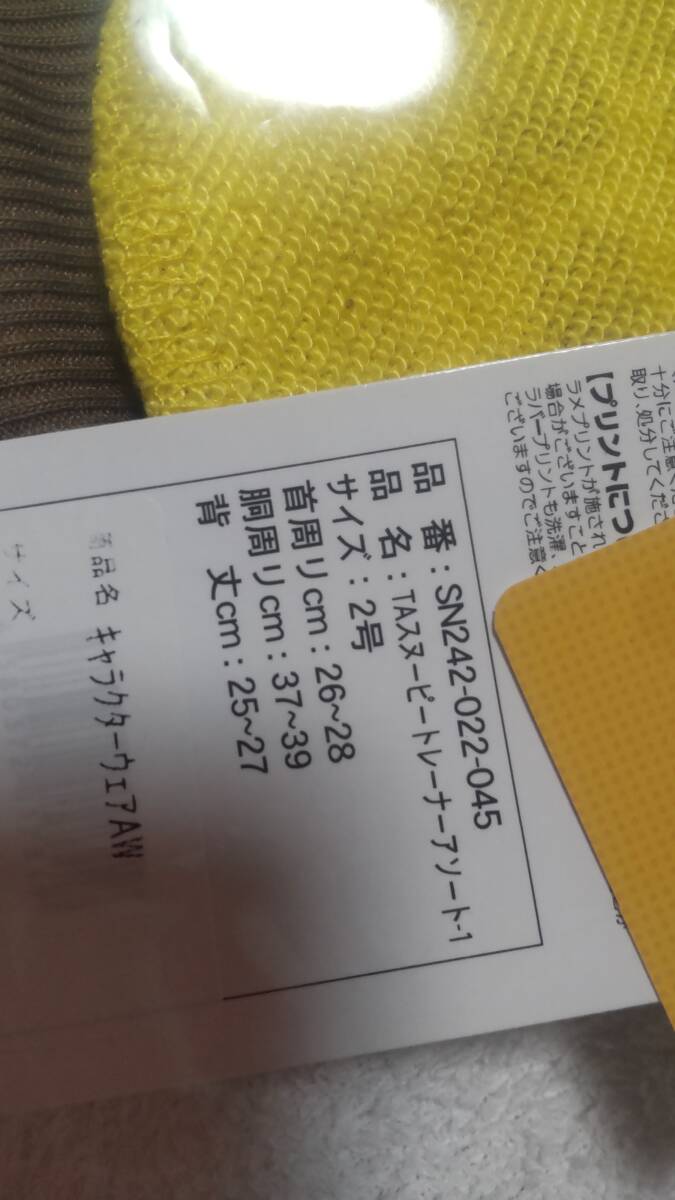 十分にご注意くだ
取り、処分してくださ
【プリントにつ
ラメプリントが施され
場合がございますこと
ラバープリントも洗濯、
ございますのでご注意く
品 番：SN242-022-045
品 名：TAスヌーピートレーナーアソート-1
サイズ：2号
首周りcm：26~28
胴周りcm：37~39
背 丈cm：25~27
商品名 キャラクターウェアAW
サイズ